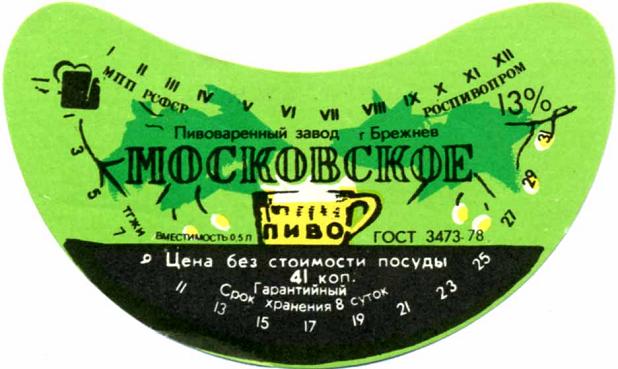 I II III IV V VI VII VIII IX X XI XII
МПП РСФСР
РОСПИВОПРОМ
13%
Пивоваренный завод г Брежнев
МОСКОВСКОЕ
ПИВО
ВМЕСТИМОСТЬ 0,5 Л
ГОСТ 3473-78
Цена без стоимости посуды
41 коп.
Гарантийный
Срок хранения 8 суток
1 3 5 7 9 11 13 15 17 19 21 23 25 27 29 31